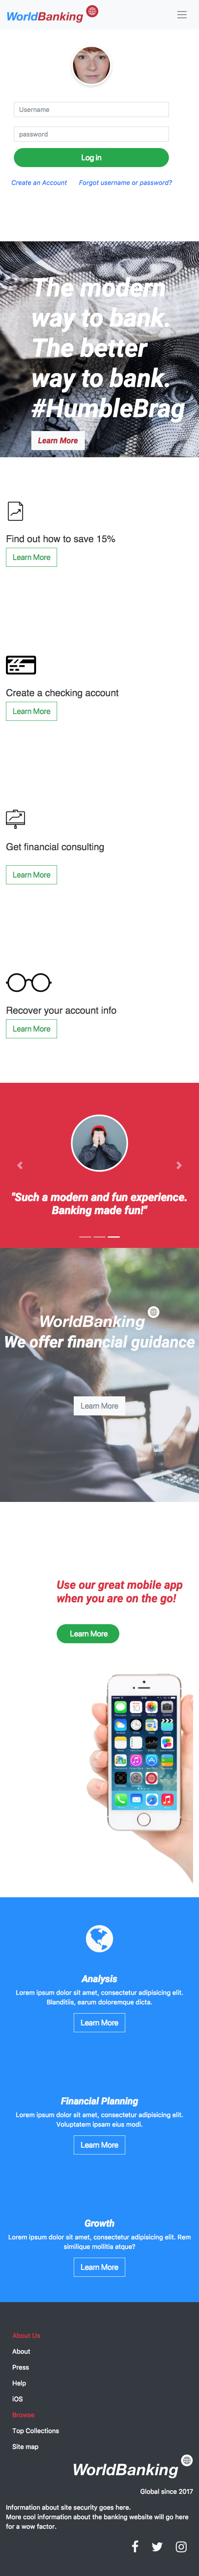 WorldBanking
Username
password
Log in
Create an Account Forgot username or password?
The modern
way to bank.
The better
way to bank.
#HumbleBrag
Learn More
Find out how to save 15%
Learn More
Create a checking account
Learn More
Get financial consulting
Learn More
Recover your account info
Learn More
"Such a modern and fun experience.
Banking made fun!"
WorldBanking
We offer financial guidance
Learn More
Use our great mobile app
when you are on the go!
Learn More
Analysis
Lorem ipsum dolor sit amet, consectetur adipisicing elit.
Blanditiis, earum doloremque dicta.
Learn More
Financial Planning
Lorem ipsum dolor sit amet, consectetur adipisicing elit.
Voluptatem ipsam eius modi.
Learn More
Growth
Lorem ipsum dolor sit amet, consectetur adipisicing elit. Rem
similique mollitia atque?
Learn More
About Us
About
Press
Help
iOS
Browse
Top Collections
Site map
WorldBanking
Global since 2017
Information about site security goes here.
More cool information about the banking website will go here
for a wow factor.